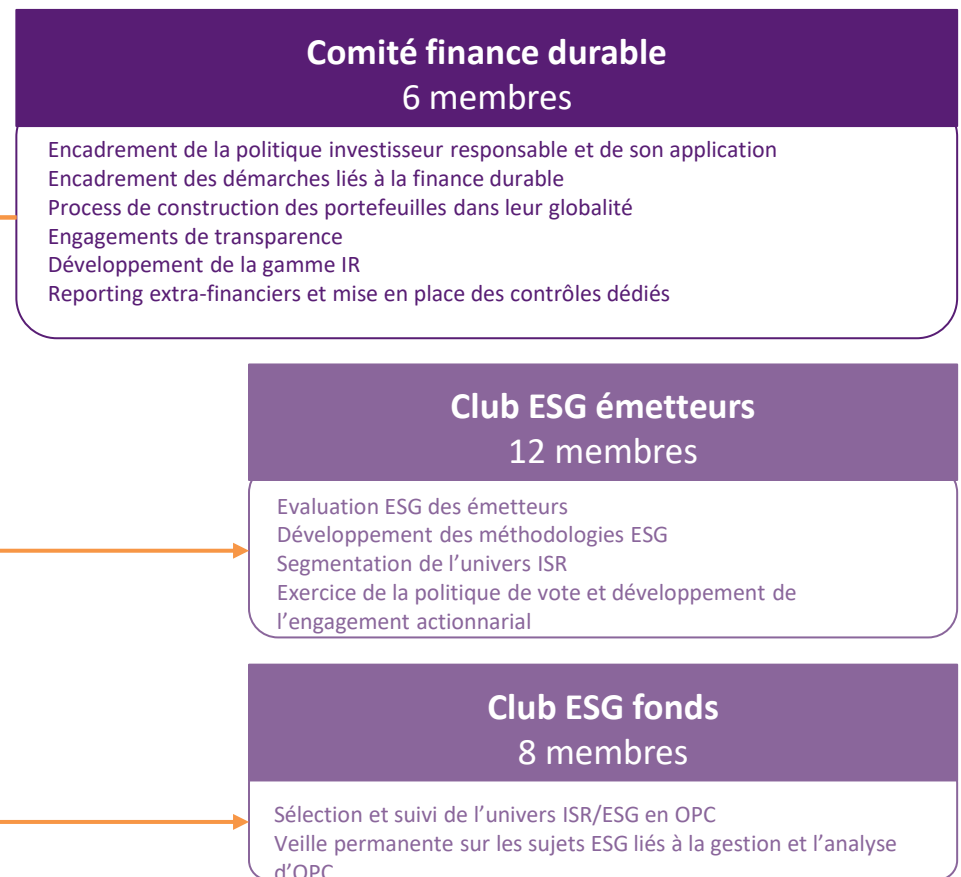 Comité finance durable
6 membres
Encadrement de la politique investisseur responsable et de son application
Encadrement des démarches liés à la finance durable
Process de construction des portefeuilles dans leur globalité
Engagements de transparence
Développement de la gamme IR
Reporting extra-financiers et mise en place des contrôles dédiés
Club ESG émetteurs
12 membres
Evaluation ESG des émetteurs
Développement des méthodologies ESG
Segmentation de l’univers ISR
Exercice de la politique de vote et développement de
l’engagement actionnarial
Club ESG fonds
8 membres
Sélection et suivi de l’univers ISR/ESG en OPC
Veille permanente sur les sujets ESG liés à la gestion et l’analyse
d’OPC